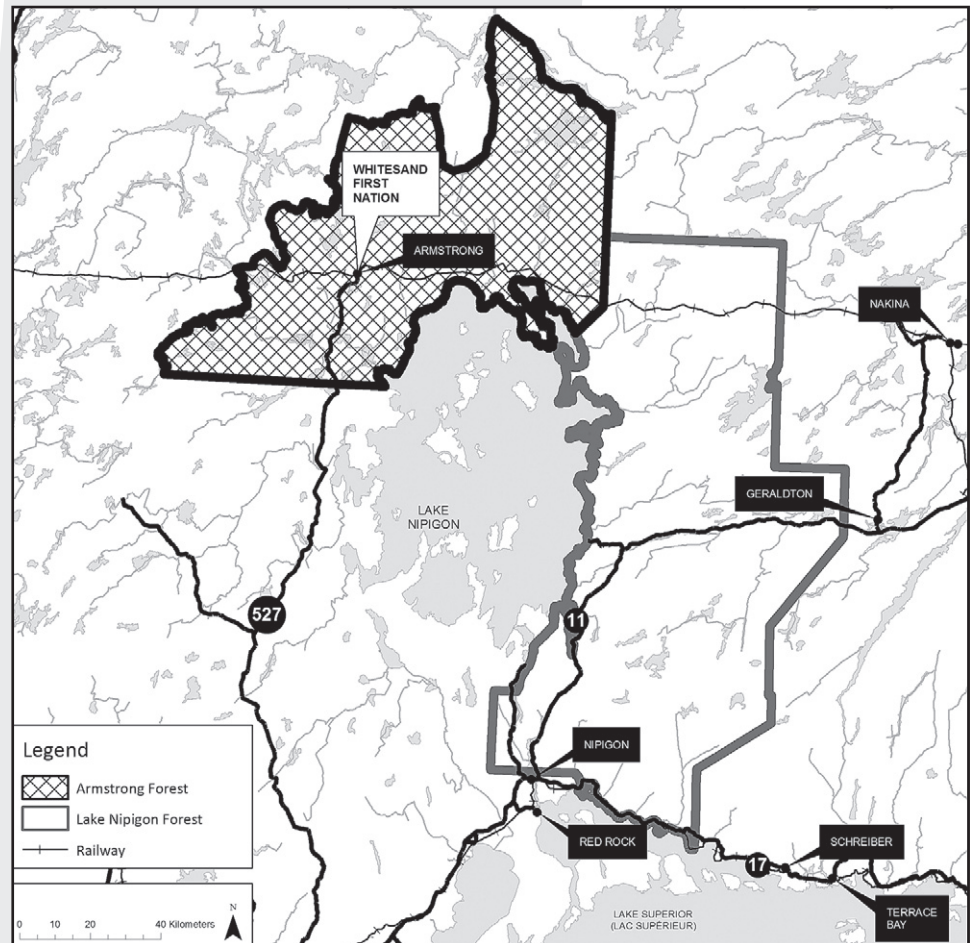 WHITESAND
FIRST
NATION
ARMSTRONG
NAKINA
GERALDTON
LAKE
NIPIGON
527
11
NIPIGON
RED ROCK
SCHREIBER
17
TERRACE
BAY
LAKE SUPERIOR
(LAC SUPÉRIEUR)
Legend
Armstrong Forest
Lake Nipigon Forest
Railway
0 10 20 40 Kilometers
N